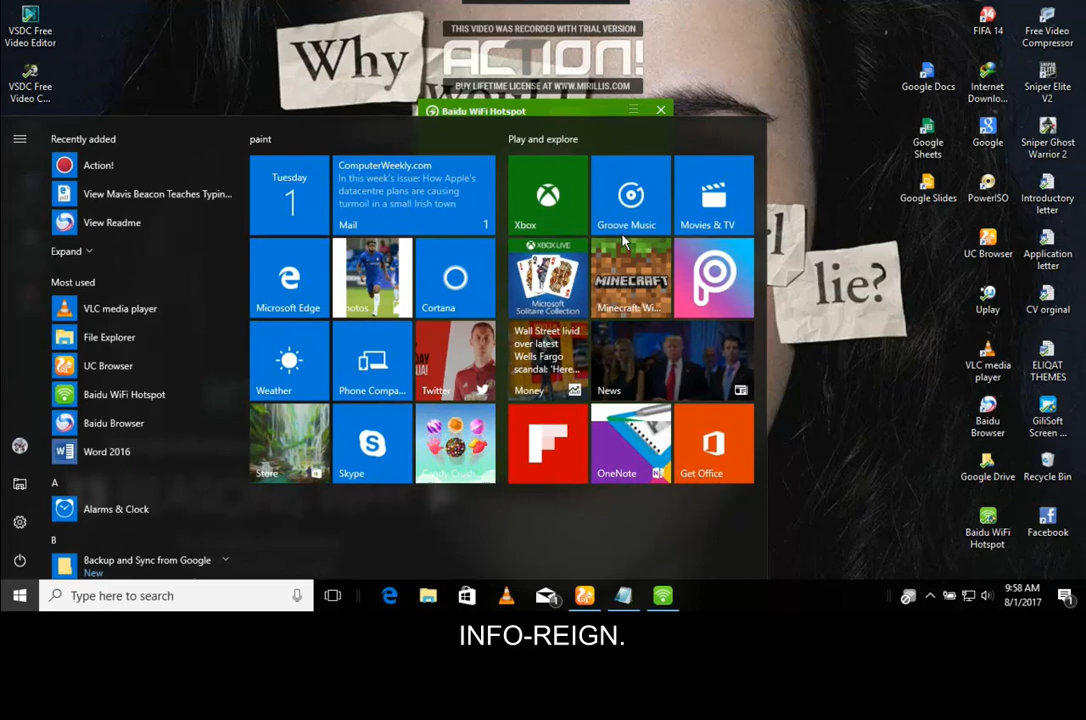 VSDC Free
Video Editor
VSDC Free
Video C...
Why
THIS VIDEO WAS RECORDED WITH TRIAL VERSION
ACTION!
BUY LIFETIME LICENSE AT WWW.MIRILLIS.COM
lie?
FIFA 14
Free Video
Compressor
Google Docs
Internet
Downlo...
Sniper Elite
V2
Google
Sheets
Google
Sniper Ghost
Warrior 2
Google Slides
PowerISO
Introductory
letter
UC Browser
Application
letter
Uplay
CV orginal
VLC media
player
ELIQAT
THEMES
Baidu
Browser
GiliSoft
Screen ...
Google Drive
Recycle Bin
Baidu WiFi
Hotspot
Facebook
Baidu WiFi Hotspot
Recently added
Action!
View Mavis Beacon Teaches Typin...
View Readme
Expand
Most used
VLC media player
File Explorer
UC Browser
Baidu WiFi Hotspot
Baidu Browser
Word 2016
A
Alarms & Clock
B
Backup and Sync from Google
New
paint
Tuesday
1
ComputerWeekly.com
In this week's issue: How Apple's
datacentre plans are causing
turmoil in a small Irish town
Mail
1
Microsoft Edge
Cortana
Weather
Phone Compa...
Twitter
Store
Skype
Candy Crush...
Play and explore
Xbox
Groove Music
Movies & TV
XBOX LIVE
Microsoft
Solitaire Collection
MINECRAFT
Minecraft: Wi...
Wall Street livid
over latest
Wells Fargo
scandal: 'Here...
Money
News
OneNote
Get Office
Type here to search
1
9:58 AM
8/1/2017
1
INFO-REIGN.